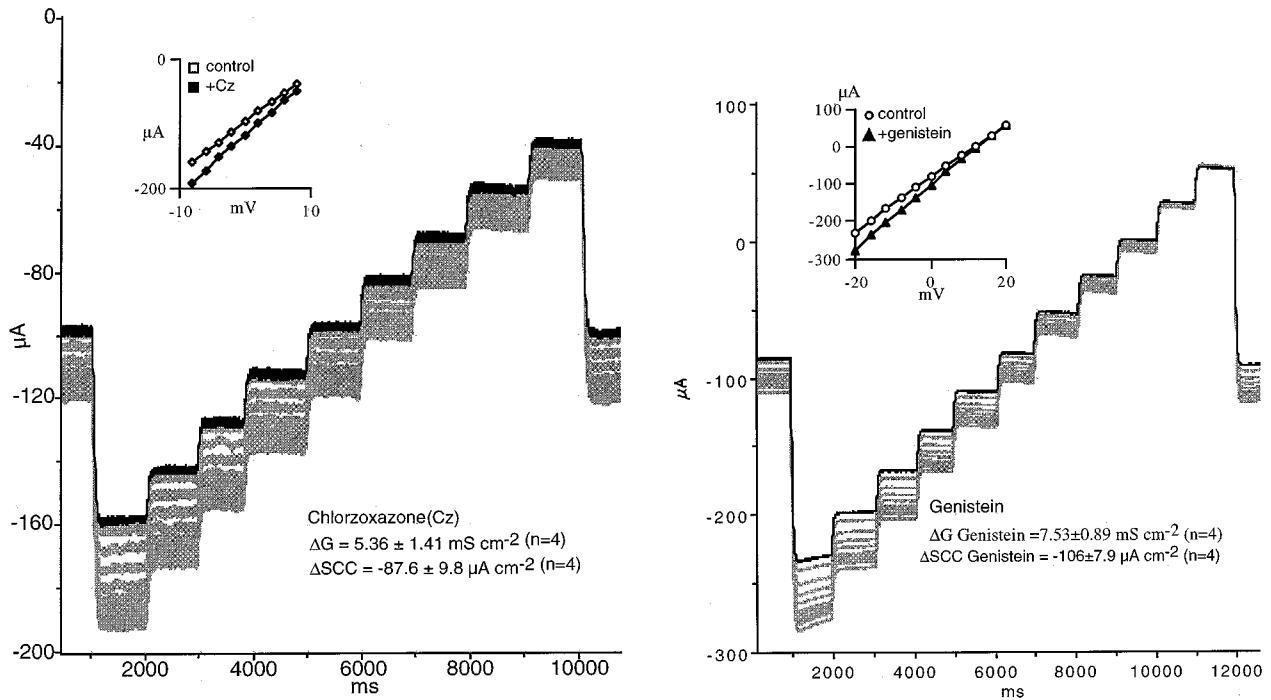 0
-40
-80
-120
-160
-200
µA
2000
4000
6000
8000
10000
ms
0
µA
-200
-10
mV
10
control
+Cz
Chlorzoxazone(Cz)
ΔG = 5.36 ± 1.41 mS cm-2 (n=4)
ΔSCC = -87.6 ± 9.8 µA cm-2 (n=4)
100
0
-100
-200
-300
µA
2000
4000
6000
8000
10000
12000
ms
µA
100
0
-100
-200
-300
-20
0
20
mV
control
+genistein
Genistein
ΔG Genistein =7.53±0.89 mS cm-2 (n=4)
ΔSCC Genistein = -106±7.9 µA cm-2 (n=4)